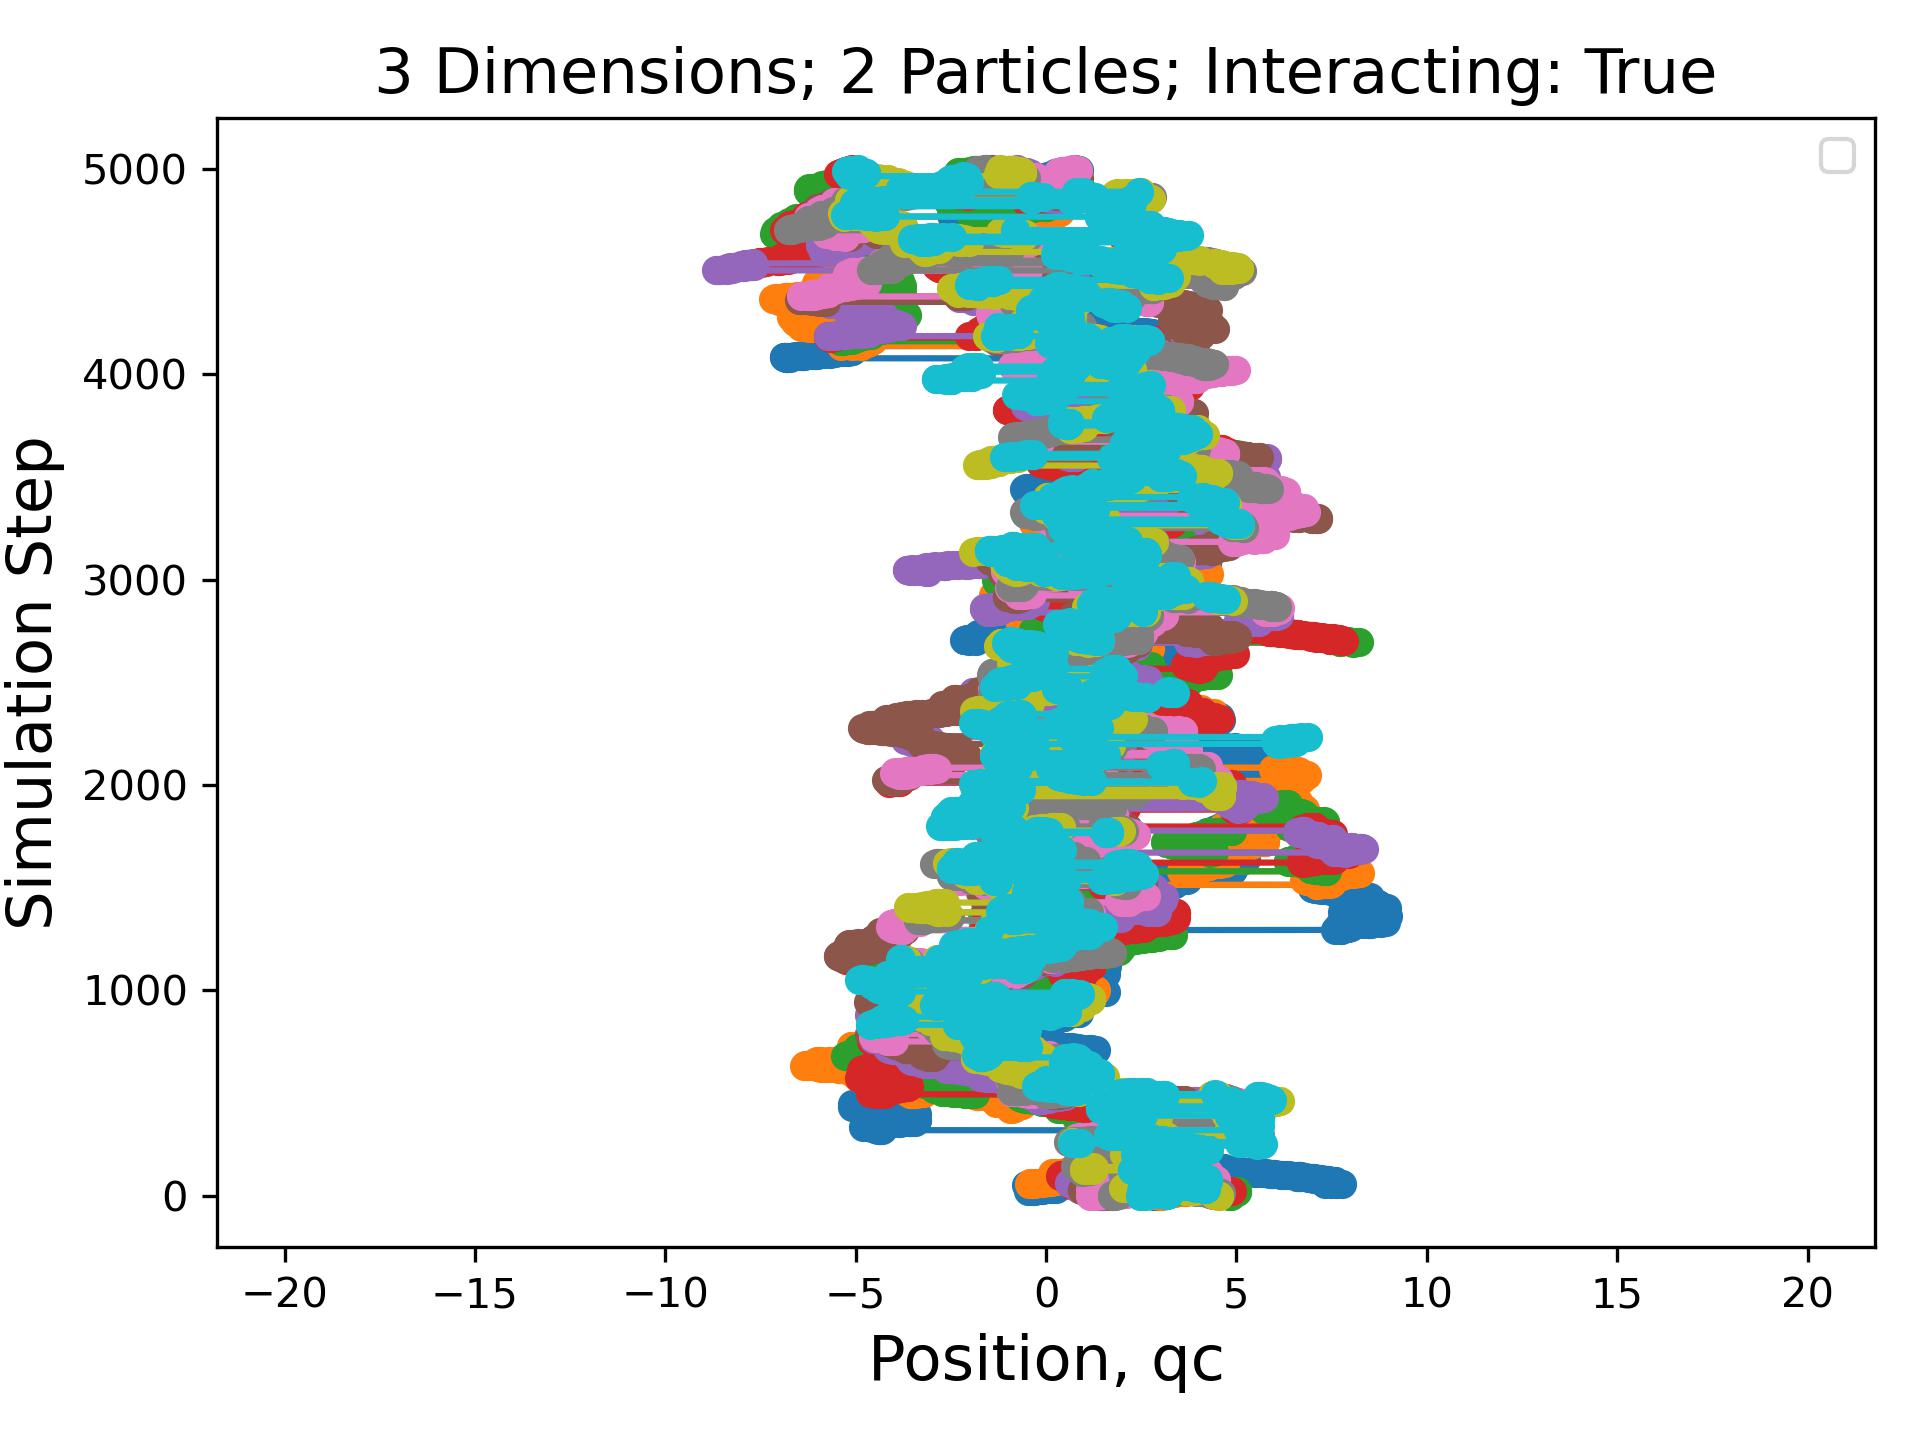 3 Dimensions; 2 Particles; Interacting: True
5000
4000
3000
2000
1000
0
Simulation Step
−20 −15 −10 −5 0 5 10 15 20
Position, qc